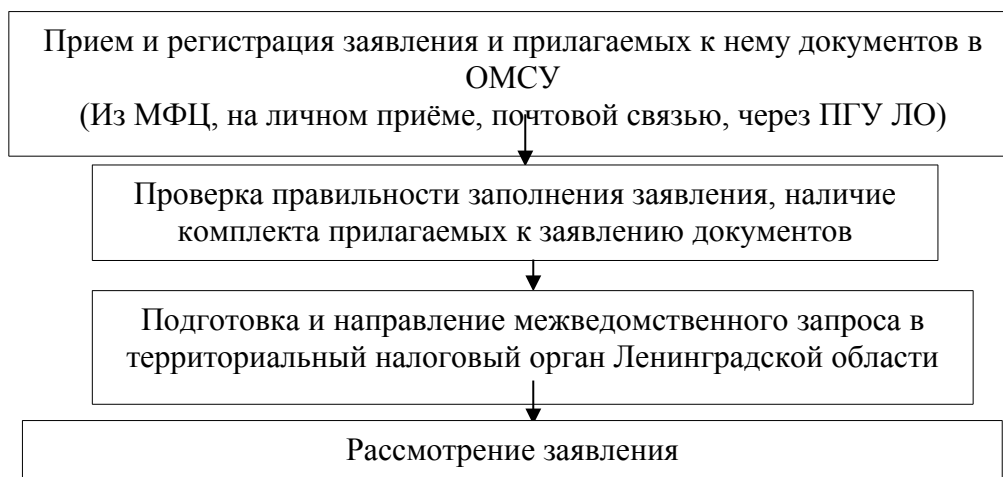 Прием и регистрация заявления и прилагаемых к нему документов в
ОМСУ
(Из МФЦ, на личном приёме, почтовой связью, через ПГУ ЛО)
Проверка правильности заполнения заявления, наличие
комплекта прилагаемых к заявлению документов
Подготовка и направление межведомственного запроса в
территориальный налоговый орган Ленинградской области
Рассмотрение заявления